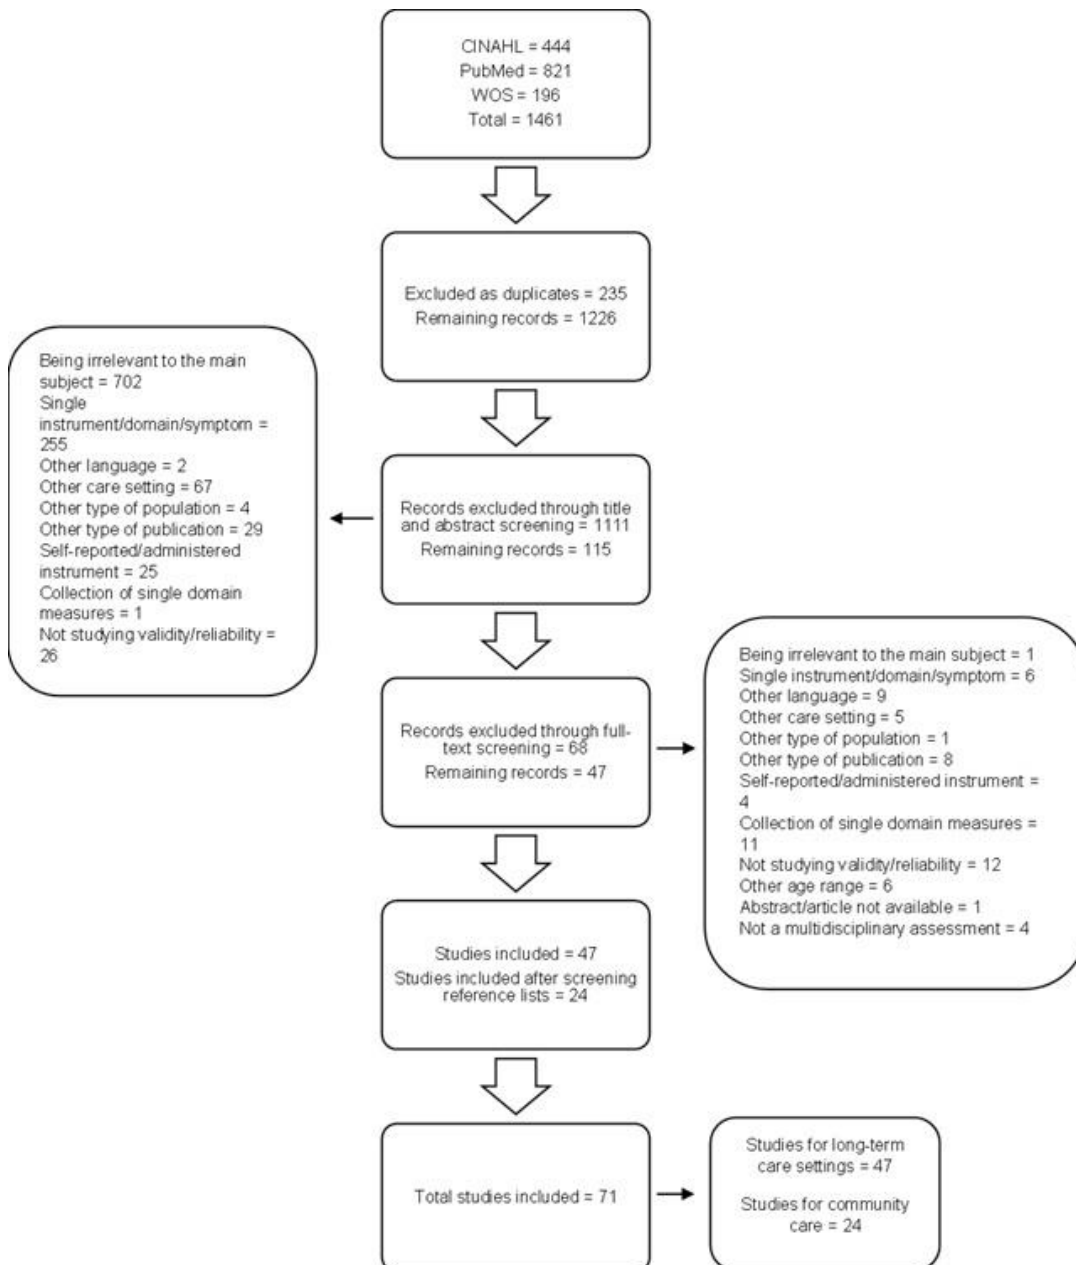 CINAHL = 444
PubMed = 821
WOS = 196
Total = 1461
Excluded as duplicates = 235
Remaining records = 1226
Being irrelevant to the main
subject = 702
Single
instrument/domain/symptom =
255
Other language = 2
Other care setting = 67
Other type of population = 4
Other type of publication = 29
Self-reported/administered
instrument = 25
Collection of single domain
measures = 1
Not studying validity/reliability =
26
Records excluded through title
and abstract screening = 1111
Remaining records = 115
Records excluded through full-
text screening = 68
Remaining records = 47
Being irrelevant to the main subject = 1
Single instrument/domain/symptom = 6
Other language = 9
Other care setting = 5
Other type of population = 1
Other type of publication = 8
Self-reported/administered instrument =
4
Collection of single domain measures =
11
Not studying validity/reliability = 12
Other age range = 6
Abstract/article not available = 1
Not a multidisciplinary assessment = 4
Studies included = 47
Studies included after screening
reference lists = 24
Total studies included = 71
Studies for long-term
care settings = 47
Studies for community
care = 24